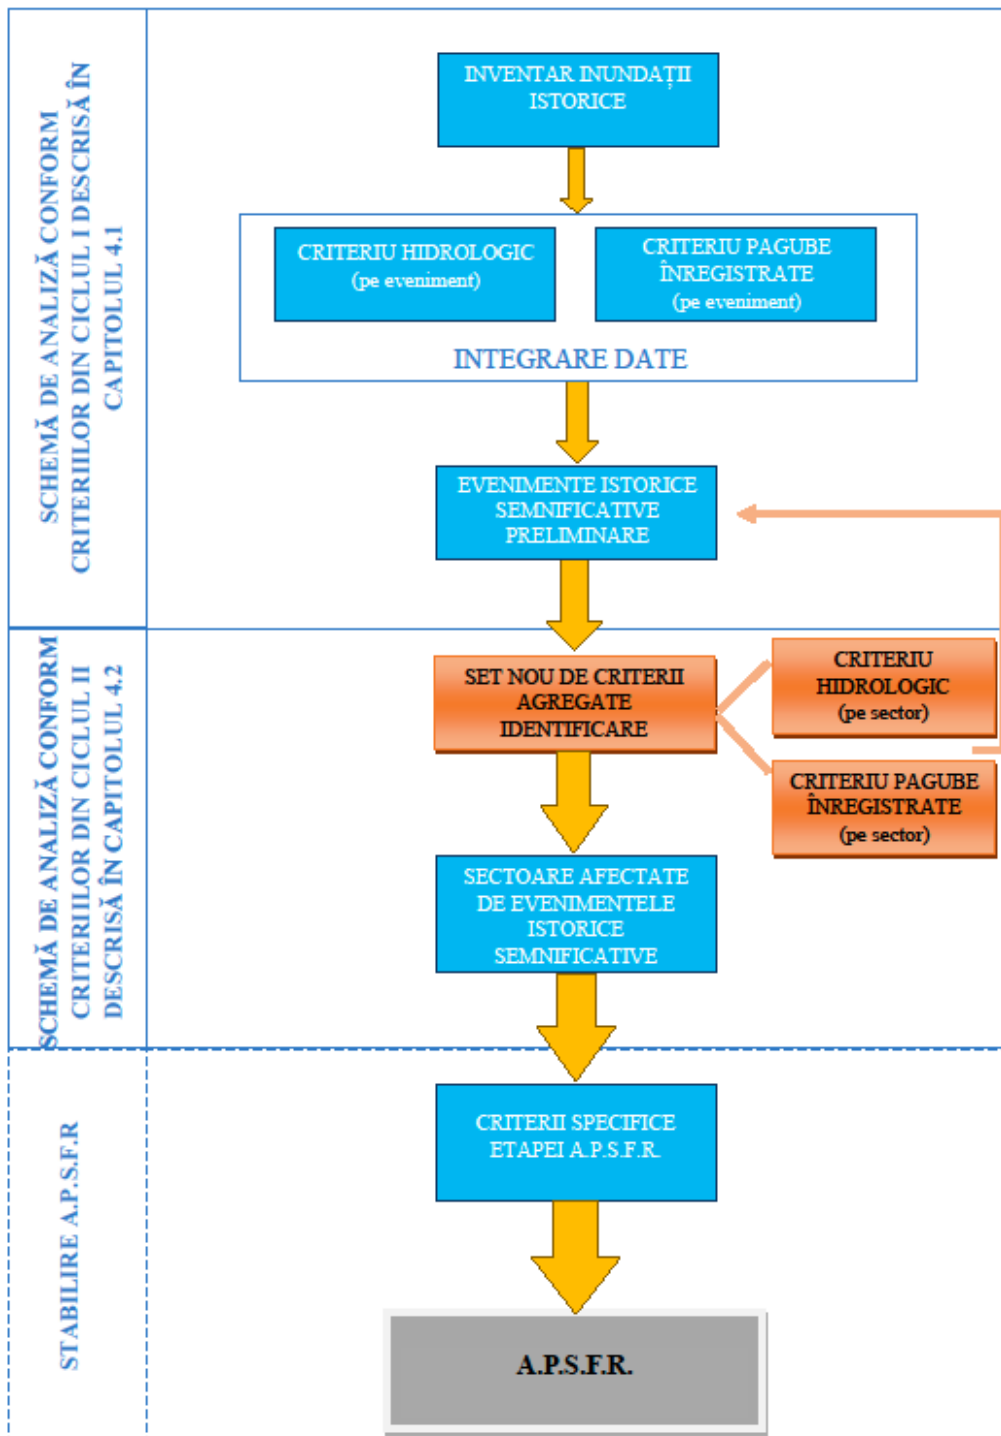 SCHEMĂ DE ANALIZĂ CONFORM
CRITERIILOR DIN CICLUL I DESCRISĂ ÎN
CAPITOLUL 4.1
INVENTAR INUNDAȚII
ISTORICE
CRITERIU HIDROLOGIC
(pe eveniment)
CRITERIU PAGUBE
ÎNREGISTRATE
(pe eveniment)
INTEGRARE DATE
EVENIMENTE ISTORICE
SEMNIFICATIVE
PRELIMINARE
SCHEMĂ DE ANALIZĂ CONFORM
CRITERIILOR DIN CICLUL II
DESCRISĂ ÎN CAPITOLUL 4.2
SET NOU DE CRITERII
AGREGATE
IDENTIFICARE
CRITERIU
HIDROLOGIC
(pe sector)
CRITERIU PAGUBE
ÎNREGISTRATE
(pe sector)
SECTOARE AFECTATE
DE EVENIMENTELE
ISTORICE
SEMNIFICATIVE
STABILIRE A.P.S.F.R
CRITERII SPECIFICE
ETAPEI A.P.S.F.R.
A.P.S.F.R.